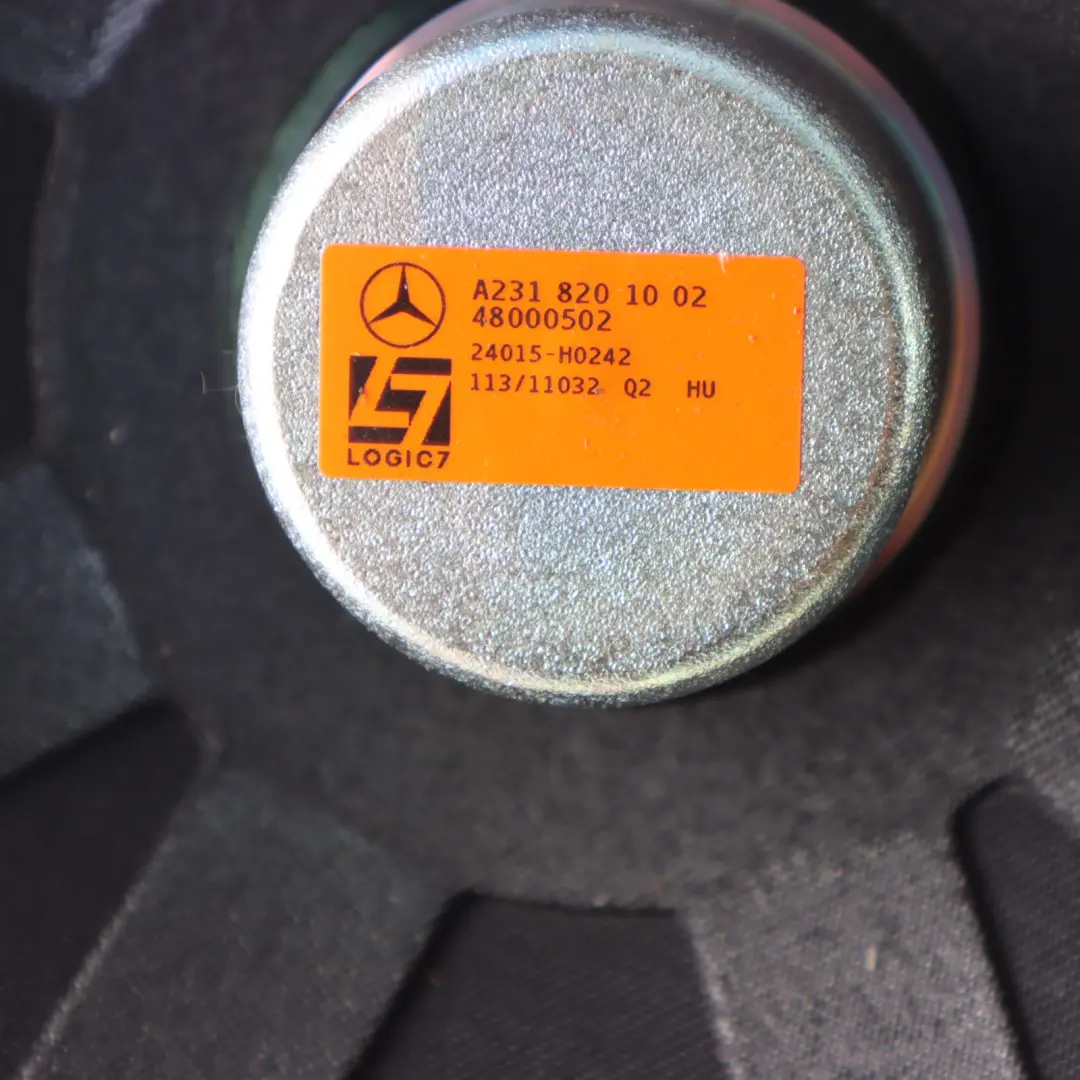 A231 820 10 02
48000502
24015-H0242
113/11032 Q2 HU
LOGIC7